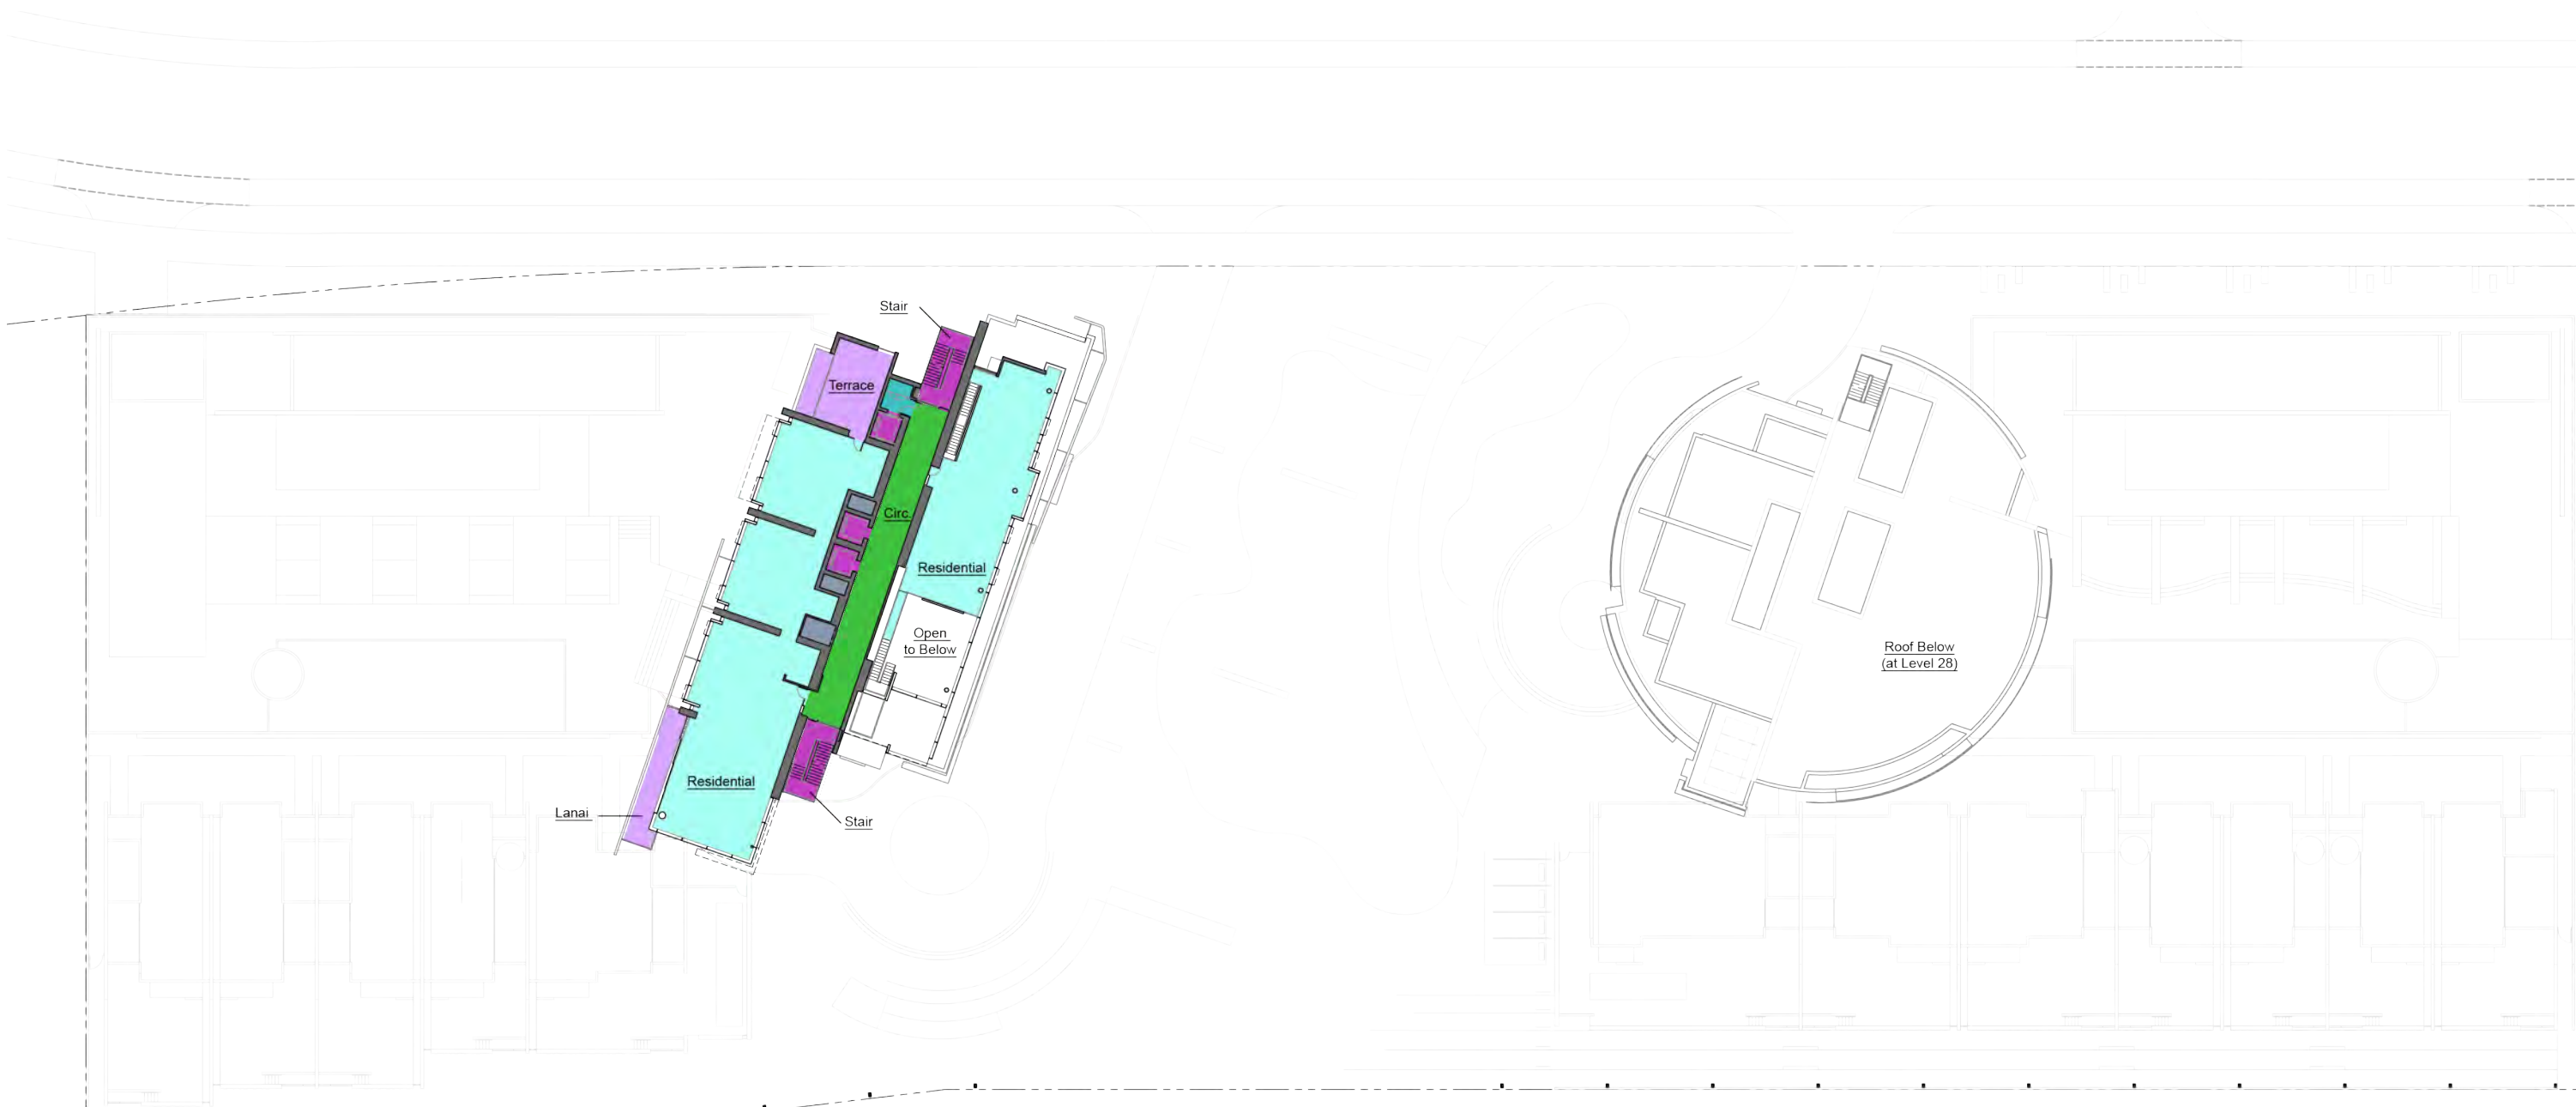 Stair
Terrace
Circ.
Residential
Open
to Below
Roof Below
(at Level 28)
Residential
Lanai
Stair